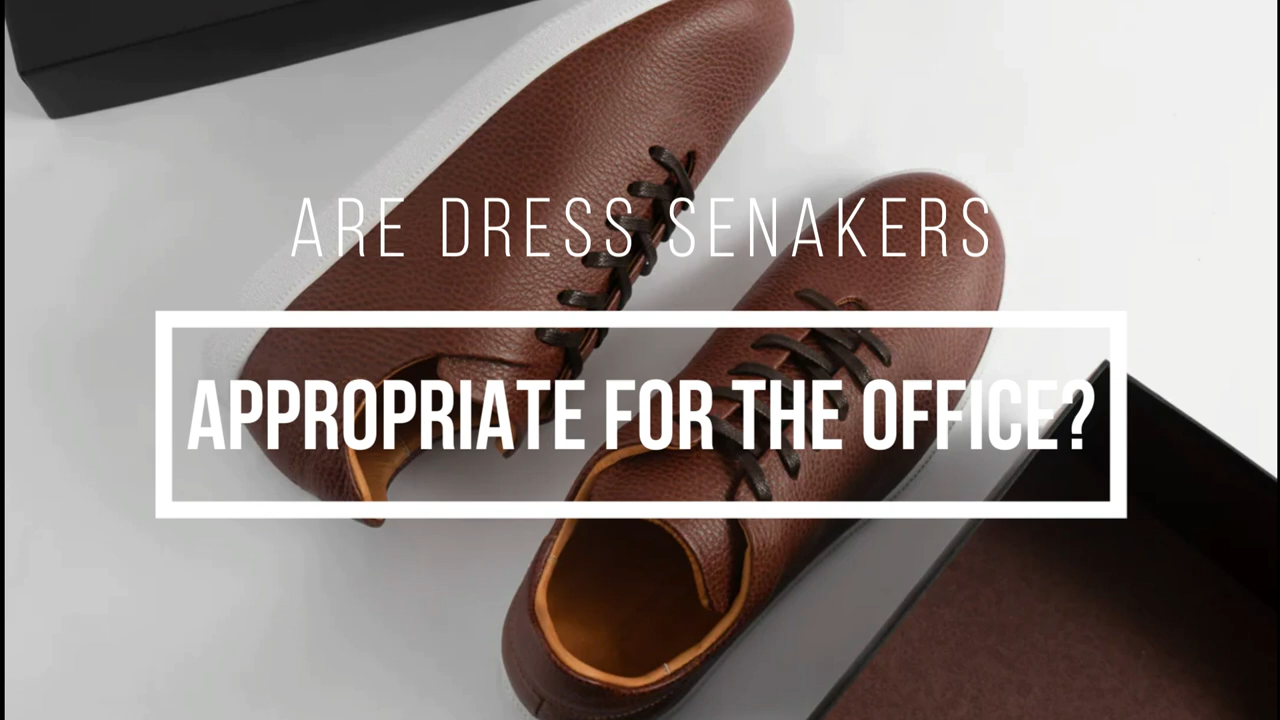 ARE DRESS SENAKERS
APPROPRIATE FOR THE OFFICE?